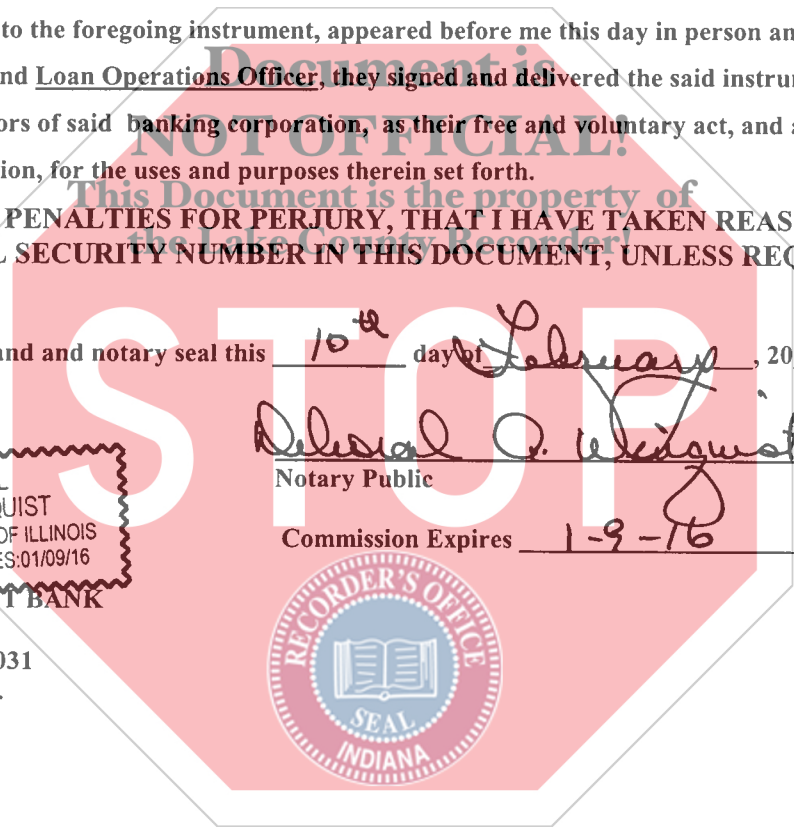 to the foregoing instrument, appeared before me this day in person an
Document is
nd Loan Operations Officer, they signed and delivered the said instru
ors of said banking corporation, as their free and voluntary act, and a
NOT OFFICIAL!
ion, for the uses and purposes therein set forth.
This Document is the property of
PENALTIES FOR PERJURY, THAT I HAVE TAKEN REAS
the Lake County Recorder!
L SECURITY NUMBER IN THIS DOCUMENT, UNLESS REQ
STOP
and and notary seal this 10th day of February, 20
Deborah A.
Notary Public
UIST
OF ILLINOIS
ES:01/09/16
Commission Expires 1-9-16
T BANK
031
RECORDER'S OFFICE
SEAL
INDIANA